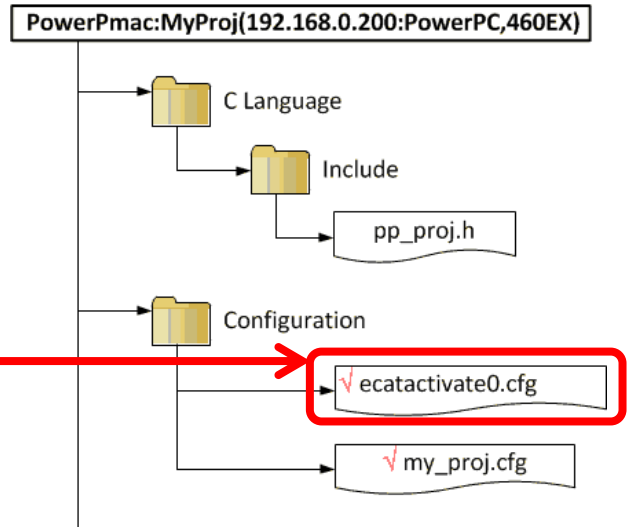 PowerPmac:MyProj(192.168.0.200:PowerPC,460EX)
C Language
Include
pp_proj.h
Configuration
√ ecatactivate0.cfg
√ my_proj.cfg